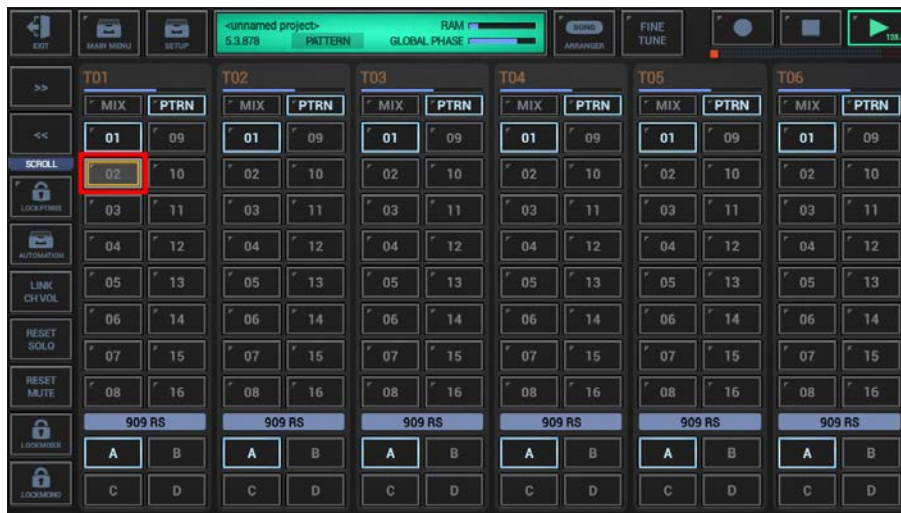 EXIT MAIN MENU SETUP <unnamed project> RAM SONG FINE
5.3.878 PATTERN GLOBAL PHASE ARRANGER TUNE
>> T01 T02 T03 T04 T05 T06
MIX PTRN MIX PTRN MIX PTRN MIX PTRN MIX PTRN MIX PTRN
<< 01 09 01 09 01 09 01 09 01 09 01 09
SCROLL 02 10 02 10 02 10 02 10 02 10 02 10
LOCKPTRNS 03 11 03 11 03 11 03 11 03 11 03 11
AUTOMATION 04 12 04 12 04 12 04 12 04 12 04 12
LINK CH VOL 05 13 05 13 05 13 05 13 05 13 05 13
06 14 06 14 06 14 06 14 06 14 06 14
RESET SOLO 07 15 07 15 07 15 07 15 07 15 07 15
RESET MUTE 08 16 08 16 08 16 08 16 08 16 08 16
909 RS 909 RS 909 RS 909 RS 909 RS 909 RS
LOCKMIXER A B A B A B A B A B A B
LOCKMONO C D C D C D C D C D C D